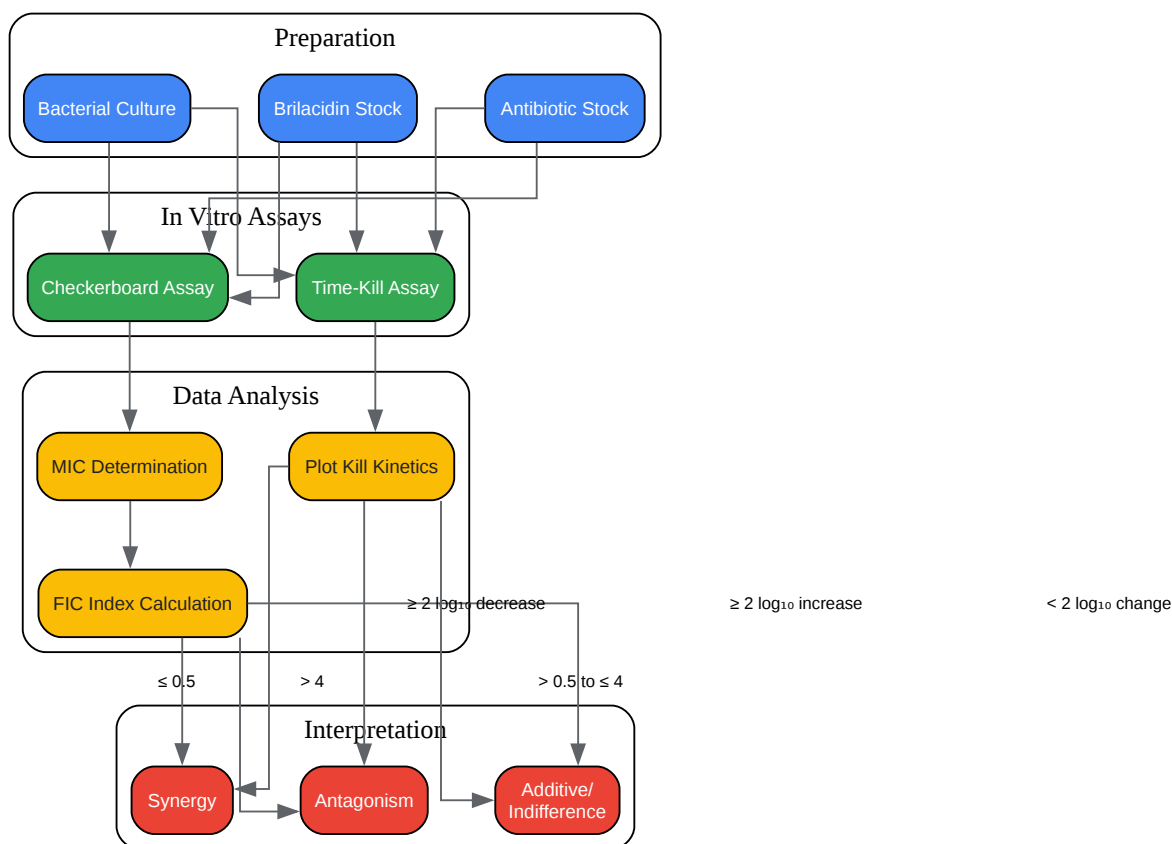 Preparation
Bacterial Culture
Brilacidin Stock
Antibiotic Stock
In Vitro Assays
Checkerboard Assay
Time-Kill Assay
Data Analysis
MIC Determination
Plot Kill Kinetics
FIC Index Calculation
≥ 2 log₁₀ decrease
≥ 2 log₁₀ increase
< 2 log₁₀ change
≤ 0.5
> 4
> 0.5 to ≤ 4
Interpretation
Synergy
Antagonism
Additive/
Indifference